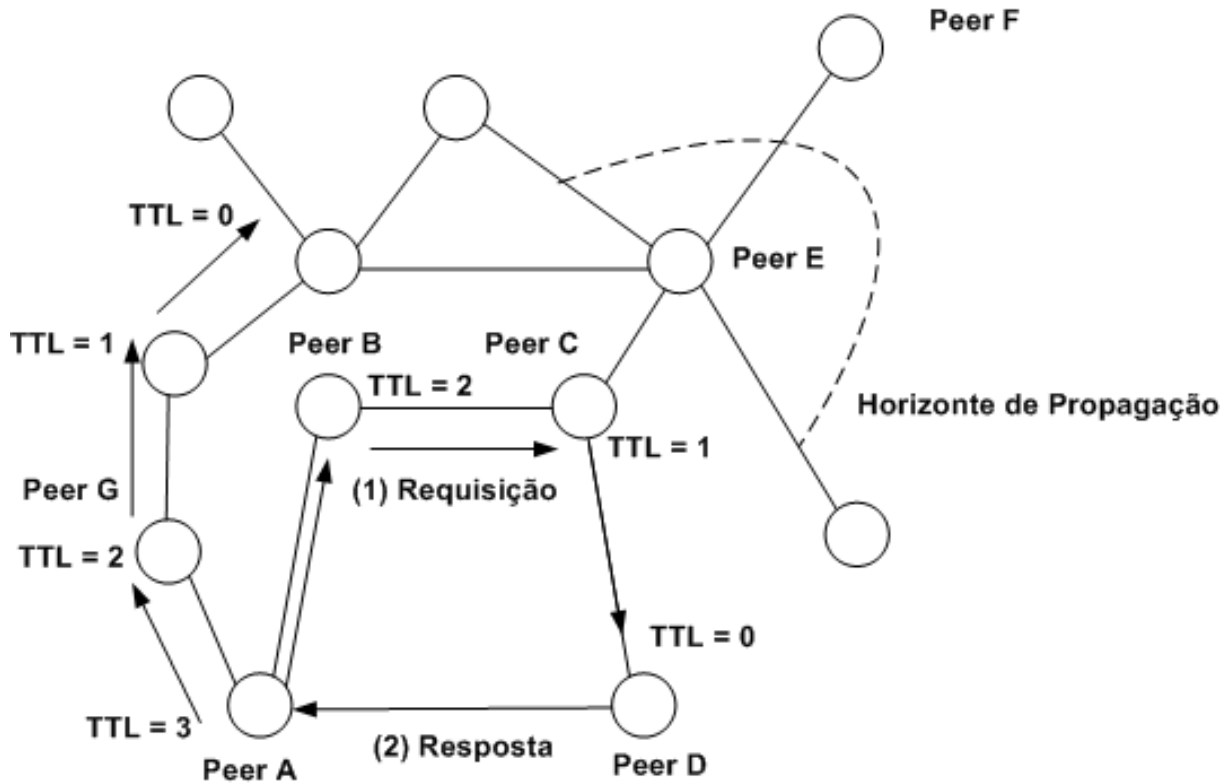 Peer F
TTL = 0
Peer E
TTL = 1
Peer B
Peer C
TTL = 2
Horizonte de Propagação
TTL = 1
Peer G
(1) Requisição
TTL = 2
TTL = 0
TTL = 3
(2) Resposta
Peer A
Peer D